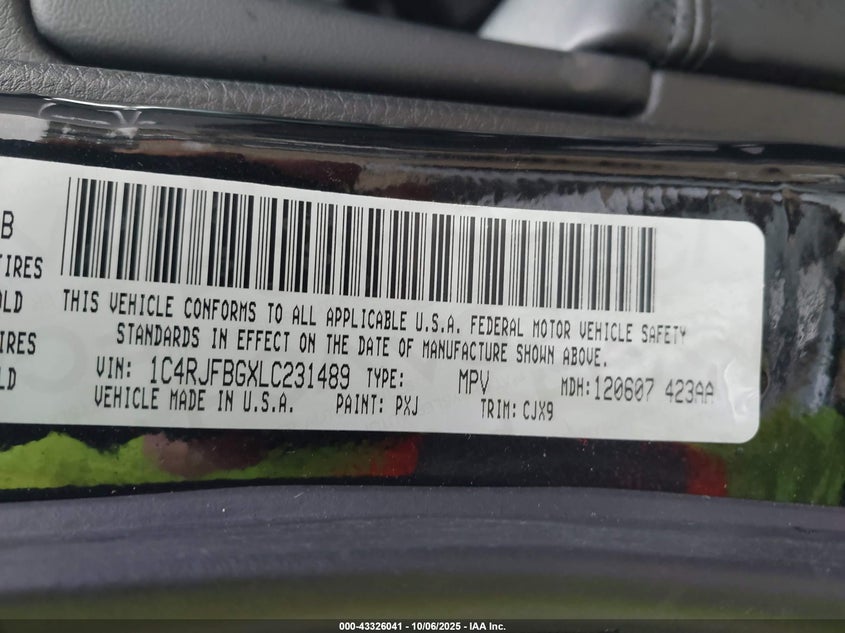 B
TIRES
OLD
TIRES
LD
THIS VEHICLE CONFORMS TO ALL APPLICABLE U.S.A. FEDERAL MOTOR VEHICLE SAFETY
STANDARDS IN EFFECT ON THE DATE OF MANUFACTURE SHOWN ABOVE.
VIN: 1C4RJFBGXLC231489 TYPE: MPV MDH:120607 423AA
VEHICLE MADE IN U.S.A. PAINT: PXJ TRIM: CJX9
000-43326041 - 10/06/2025 - IAA Inc.